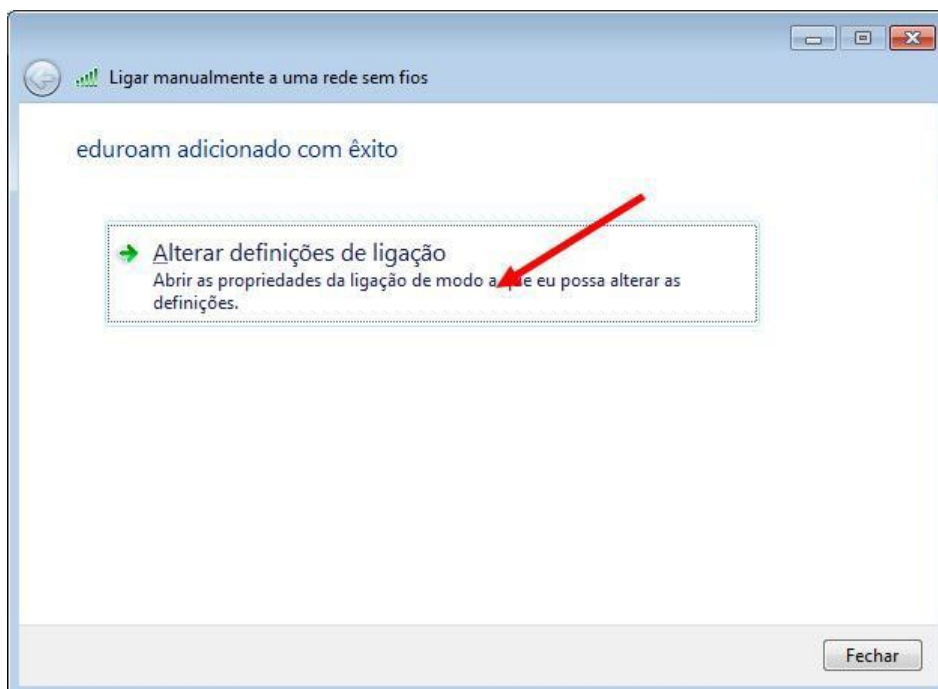 Ligar manualmente a uma rede sem fios
eduroam adicionado com êxito
Alterar definições de ligação
Abrir as propriedades da ligação de modo a que eu possa alterar as
definições.
Fechar